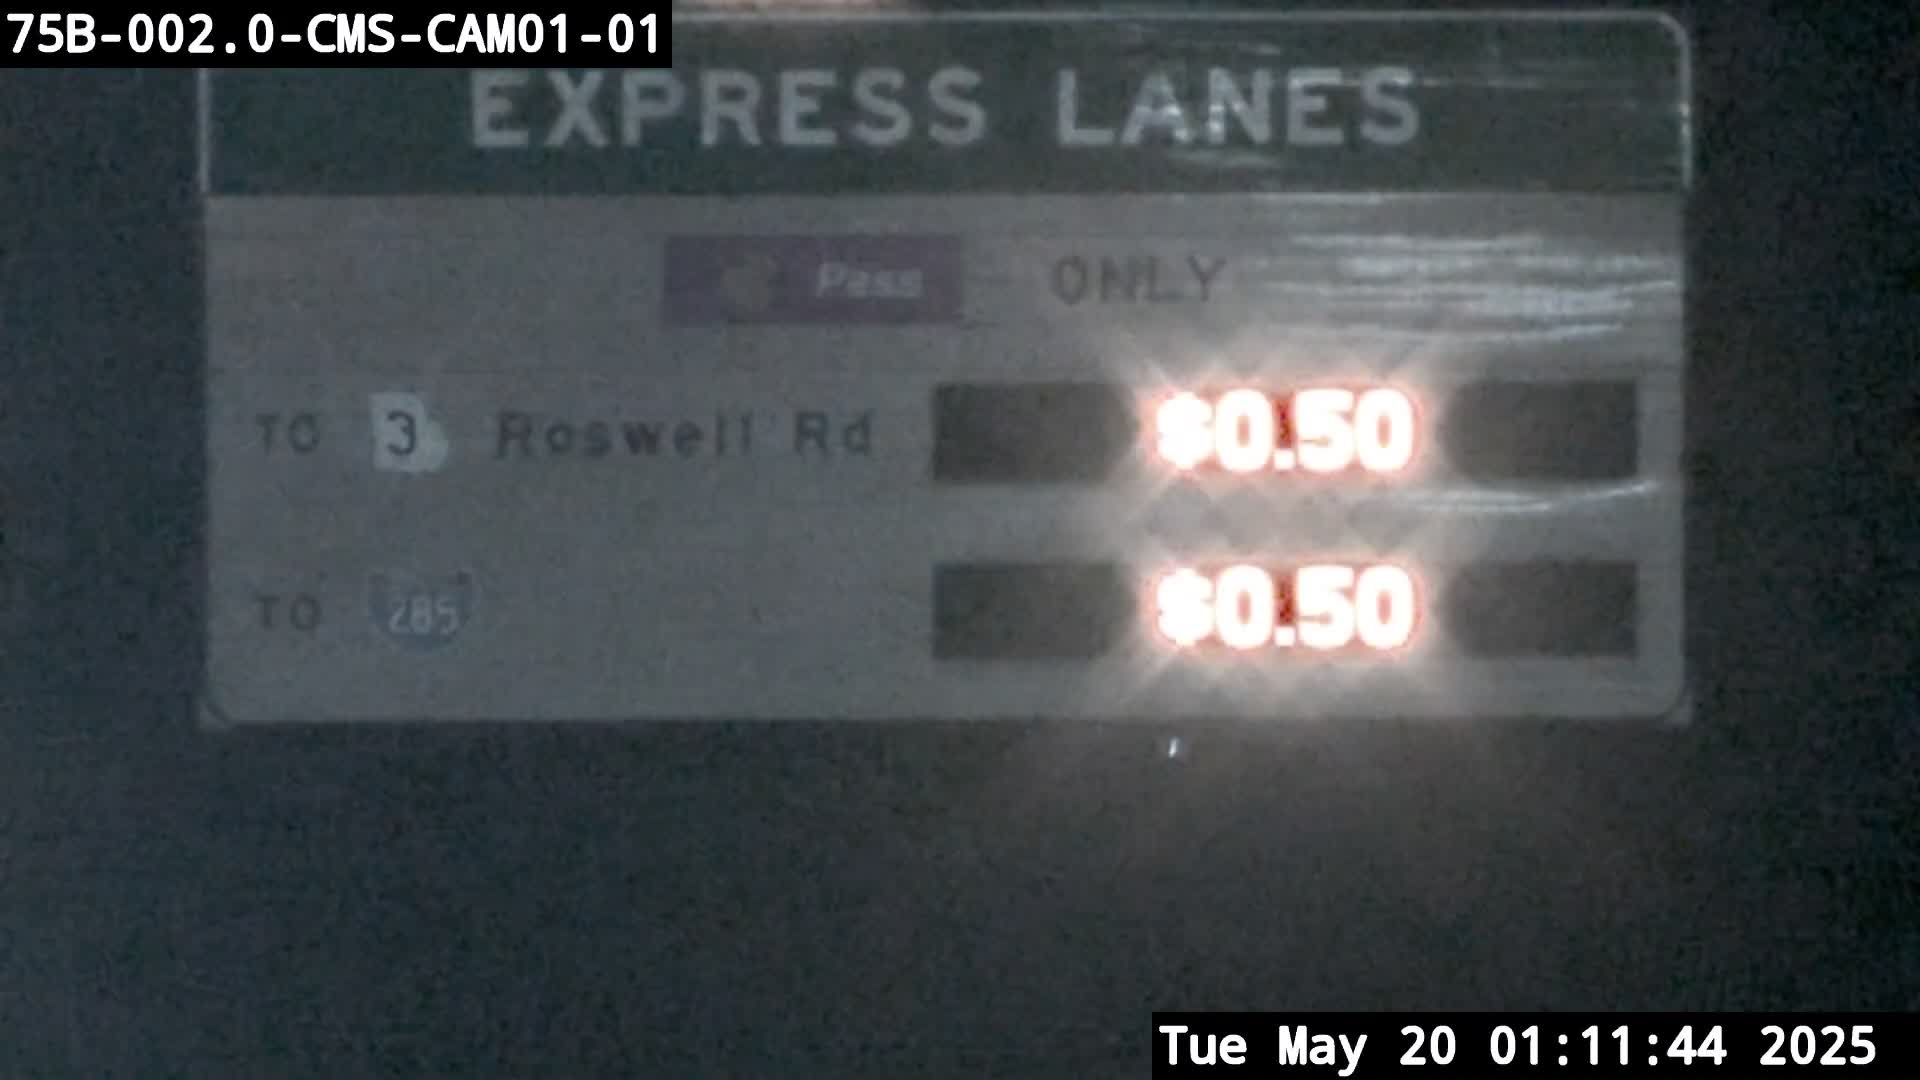 75B-002.0-CMS-CAM01-01
EXPRESS LANES
Pass ONLY
TO 3 Roswell Rd $0.50
TO 285 $0.50
Tue May 20 01:11:44 2025